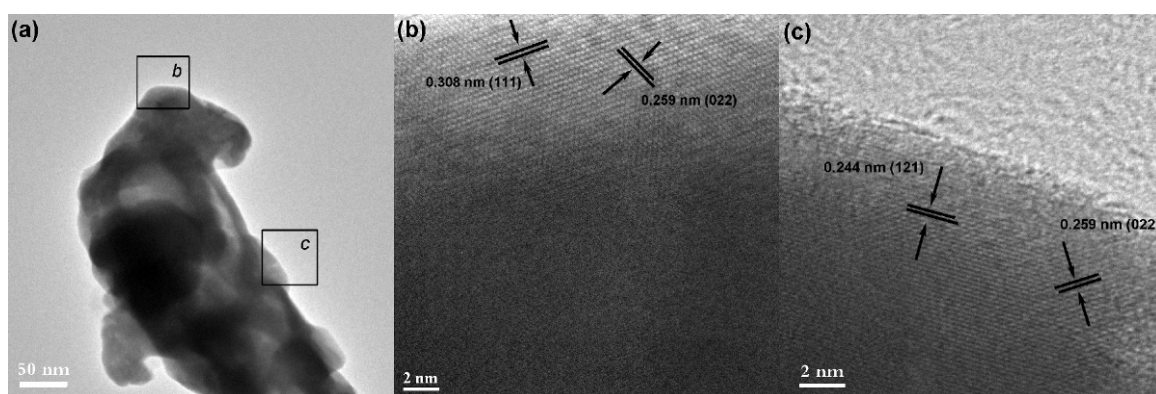 (a)
b
c
50 nm
(b)
0.308 nm (111)
0.259 nm (022)
2 nm
(c)
0.244 nm (121)
0.259 nm (022
2 nm